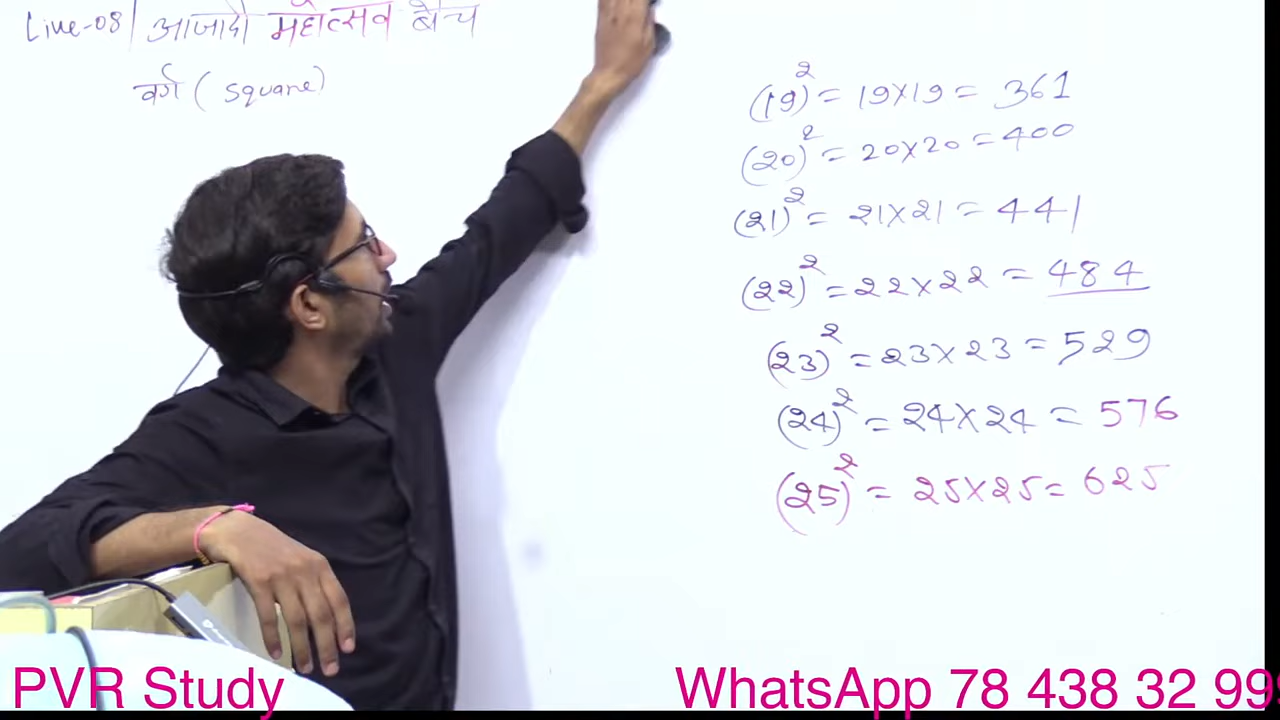 Live-08 | आजादी महोत्सव बैच
वर्ग (square)
(19)² = 19×19 = 361
(20)² = 20×20 = 400
(21)² = 21×21 = 441
(22)² = 22×22 = 484
(23)² = 23×23 = 529
(24)² = 24×24 = 576
(25)² = 25×25 = 625
PVR Study
WhatsApp 78 438 32 999